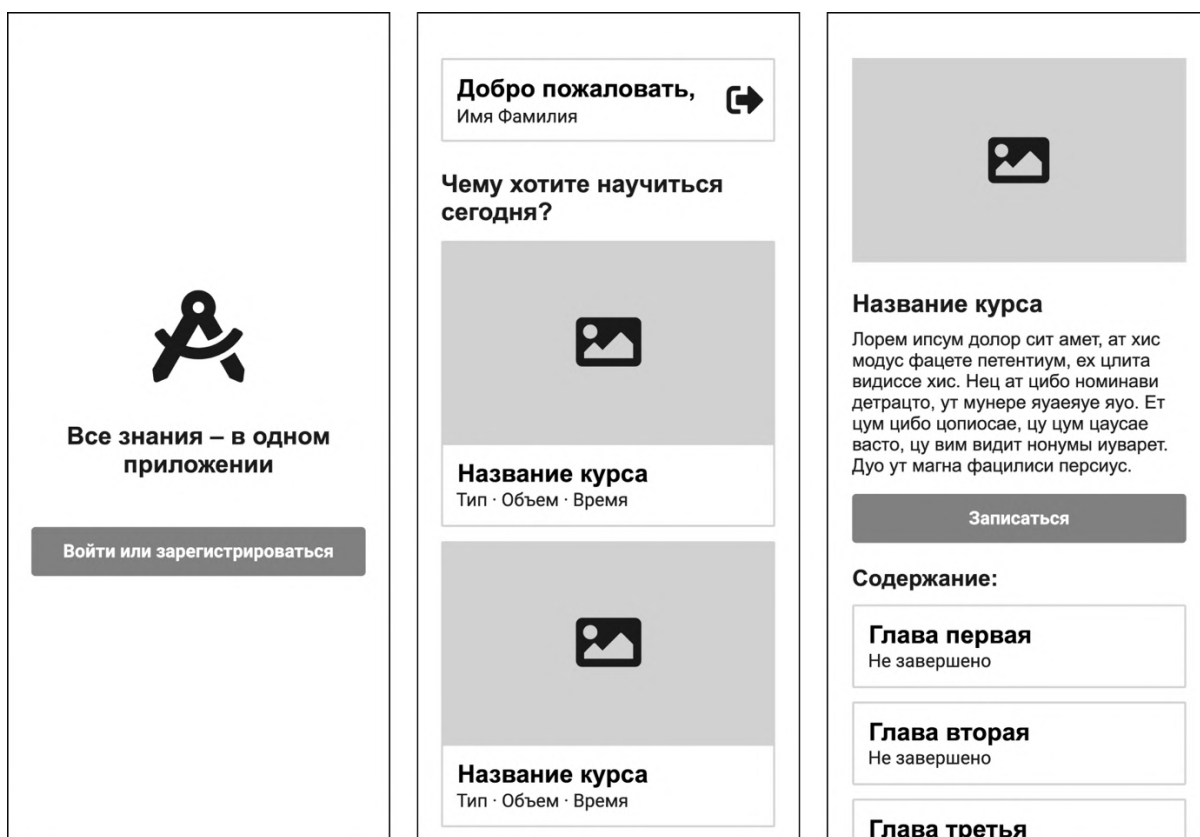 Все знания – в одном
приложении
Войти или зарегистрироваться
Добро пожаловать,
Имя Фамилия
Чему хотите научиться
сегодня?
Название курса
Тип · Объем · Время
Название курса
Тип · Объем · Время
Название курса
Лорем ипсум долор сит амет, ат хис
модус фацете петентиум, ех цлита
видиссе хис. Нец ат цибо номинави
детрацто, ут мунере яуаеяуе яуо. Ет
цум цибо цопиосае, цу цум цаусае
васто, цу вим видит нонумы иуварет.
Дуо ут магна фацилиси персиус.
Записаться
Содержание:
Глава первая
Не завершено
Глава вторая
Не завершено
Глава третья